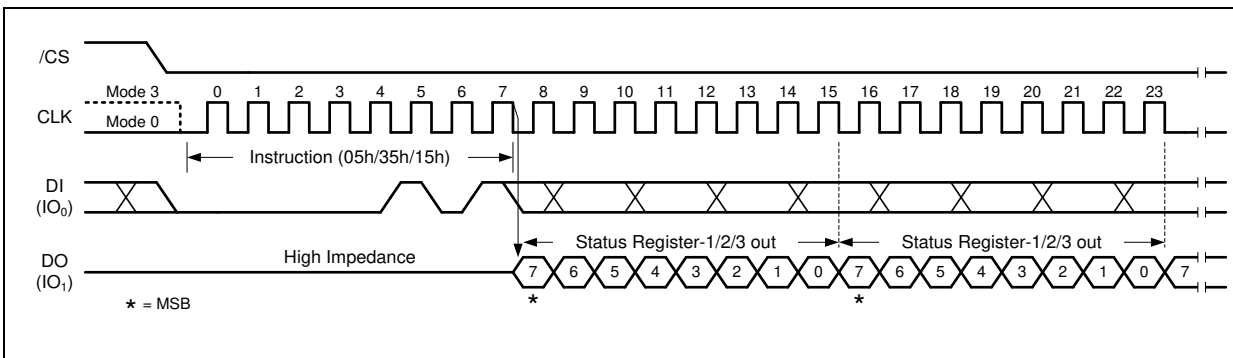 /CS
Mode 3
0 1 2 3 4 5 6 7 8 9 10 11 12 13 14 15 16 17 18 19 20 21 22 23
CLK
Mode 0
Instruction (05h/35h/15h)
DI
(IO₀)
Status Register-1/2/3 out Status Register-1/2/3 out
High Impedance
DO
(IO₁)
7 6 5 4 3 2 1 0 7 6 5 4 3 2 1 0 7
* *
* = MSB